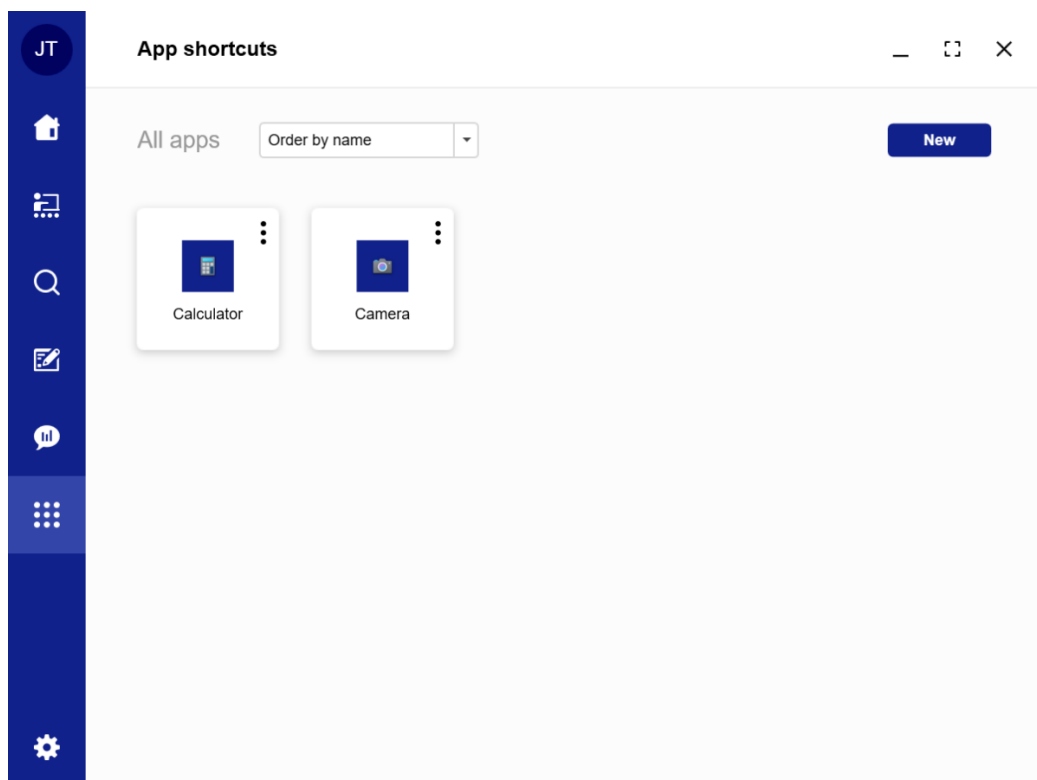 JT
App shortcuts
All apps
Order by name
New
Calculator
Camera